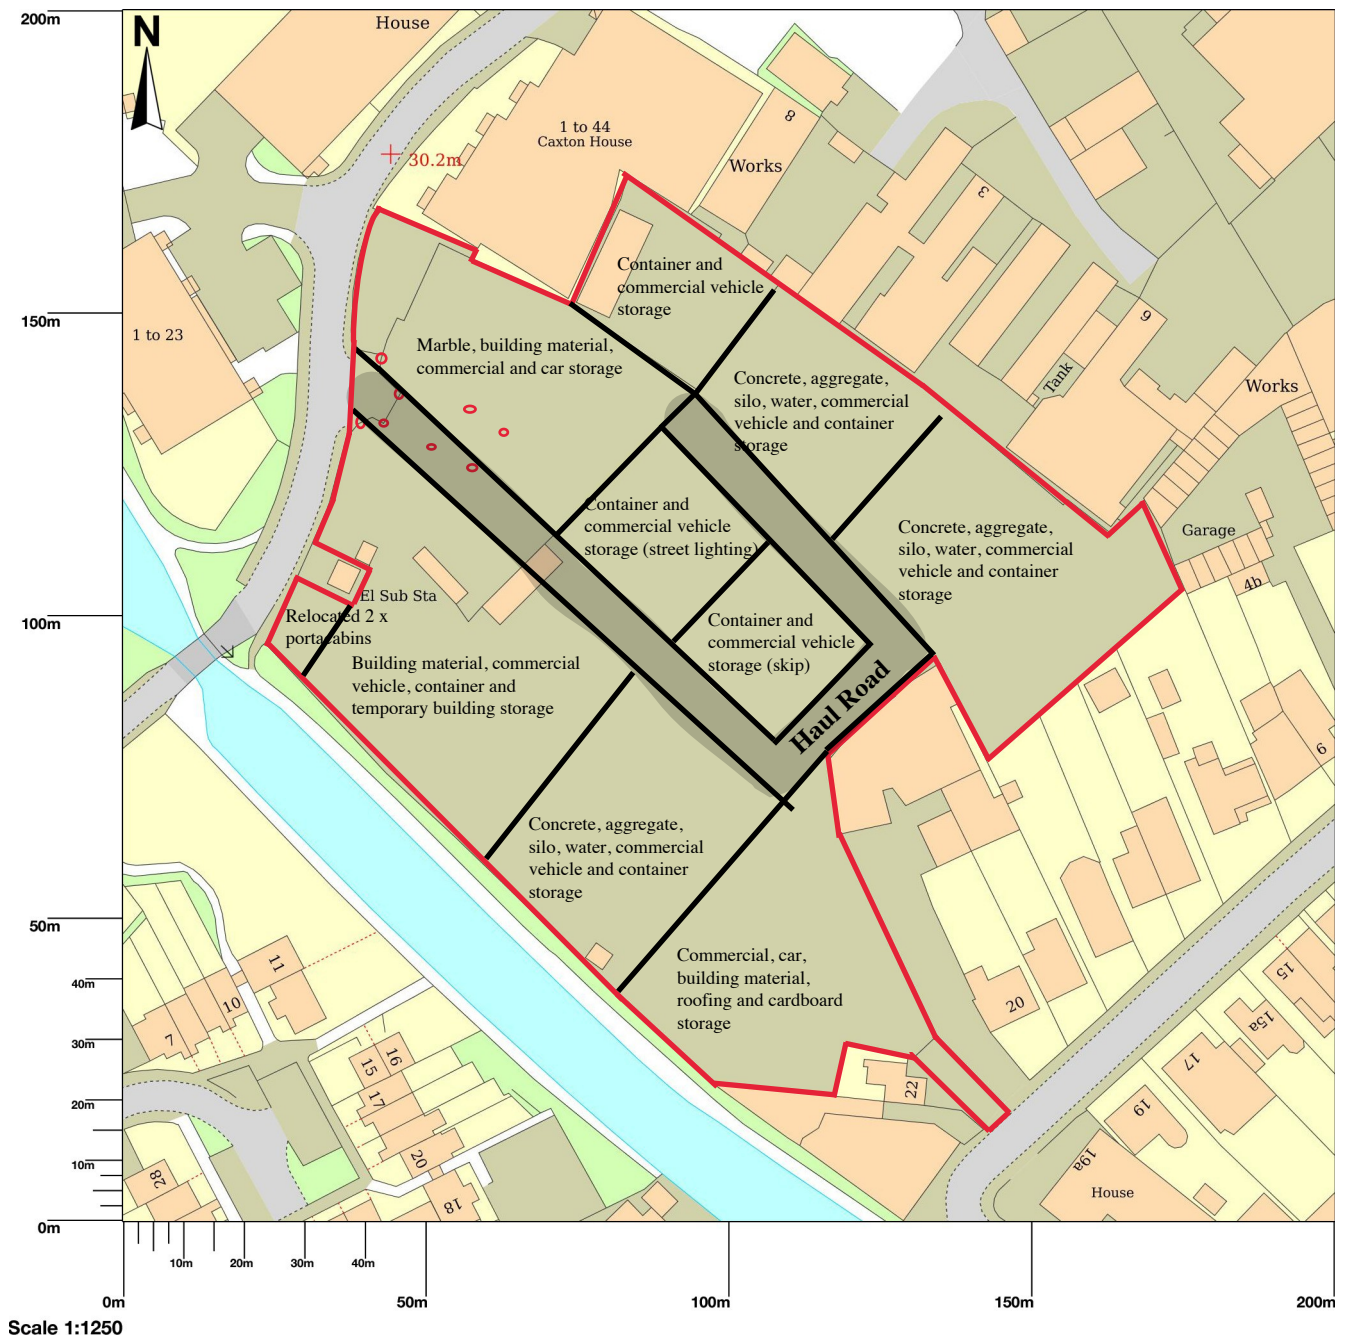 200m
N
House
30.2m
1 to 44
Caxton House
8
Works
3
150m
1 to 23
Container and
commercial vehicle
storage
Marble, building material,
commercial and car storage
6
Tank
Works
Concrete, aggregate,
silo, water, commercial
vehicle and container
storage
Container and
commercial vehicle
storage (street lighting)
Concrete, aggregate,
silo, water, commercial
vehicle and container
storage
Garage
4b
100m
El Sub Sta
Relocated 2 x
portacabins
Container and
commercial vehicle
storage (skip)
Building material, commercial
vehicle, container and
temporary building storage
Haul Road
6
Concrete, aggregate,
silo, water, commercial
vehicle and container
storage
50m
Commercial, car,
building material,
roofing and cardboard
storage
11
10
7
40m
30m
20m
10m
0m
16
15
17
20
18
28
22
20
15
15a
17
19
19a
House
10m
20m
30m
40m
0m
50m
100m
150m
200m
Scale 1:1250